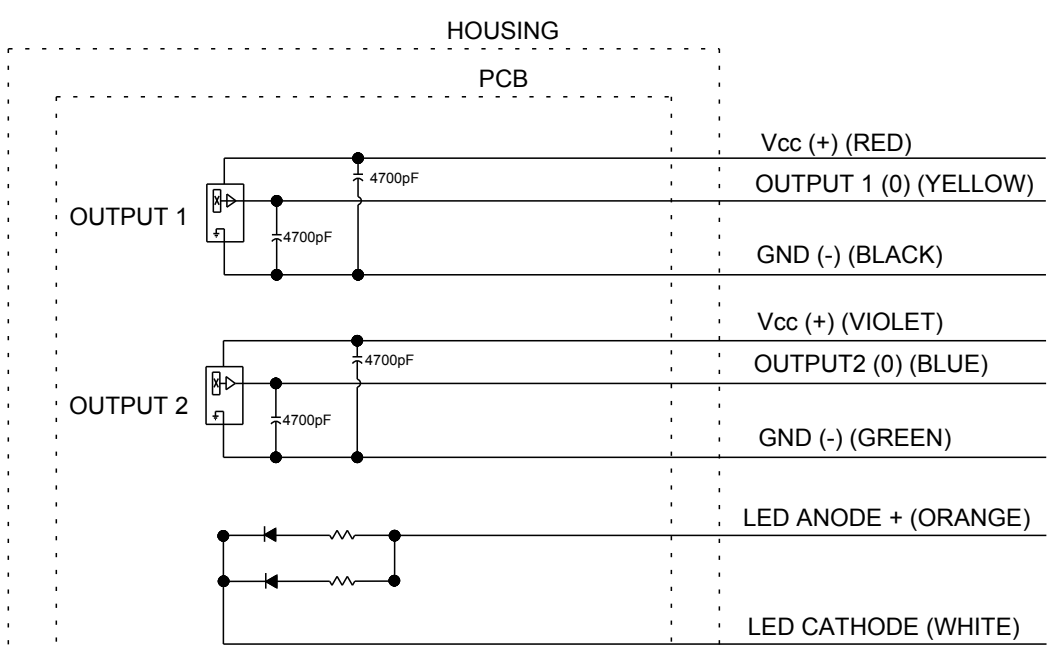 HOUSING
PCB
Vcc (+) (RED)
4700pF
OUTPUT 1 (0) (YELLOW)
X
OUTPUT 1
4700pF
GND (-) (BLACK)
Vcc (+) (VIOLET)
4700pF
OUTPUT2 (0) (BLUE)
X
OUTPUT 2
4700pF
GND (-) (GREEN)
LED ANODE + (ORANGE)
LED CATHODE (WHITE)